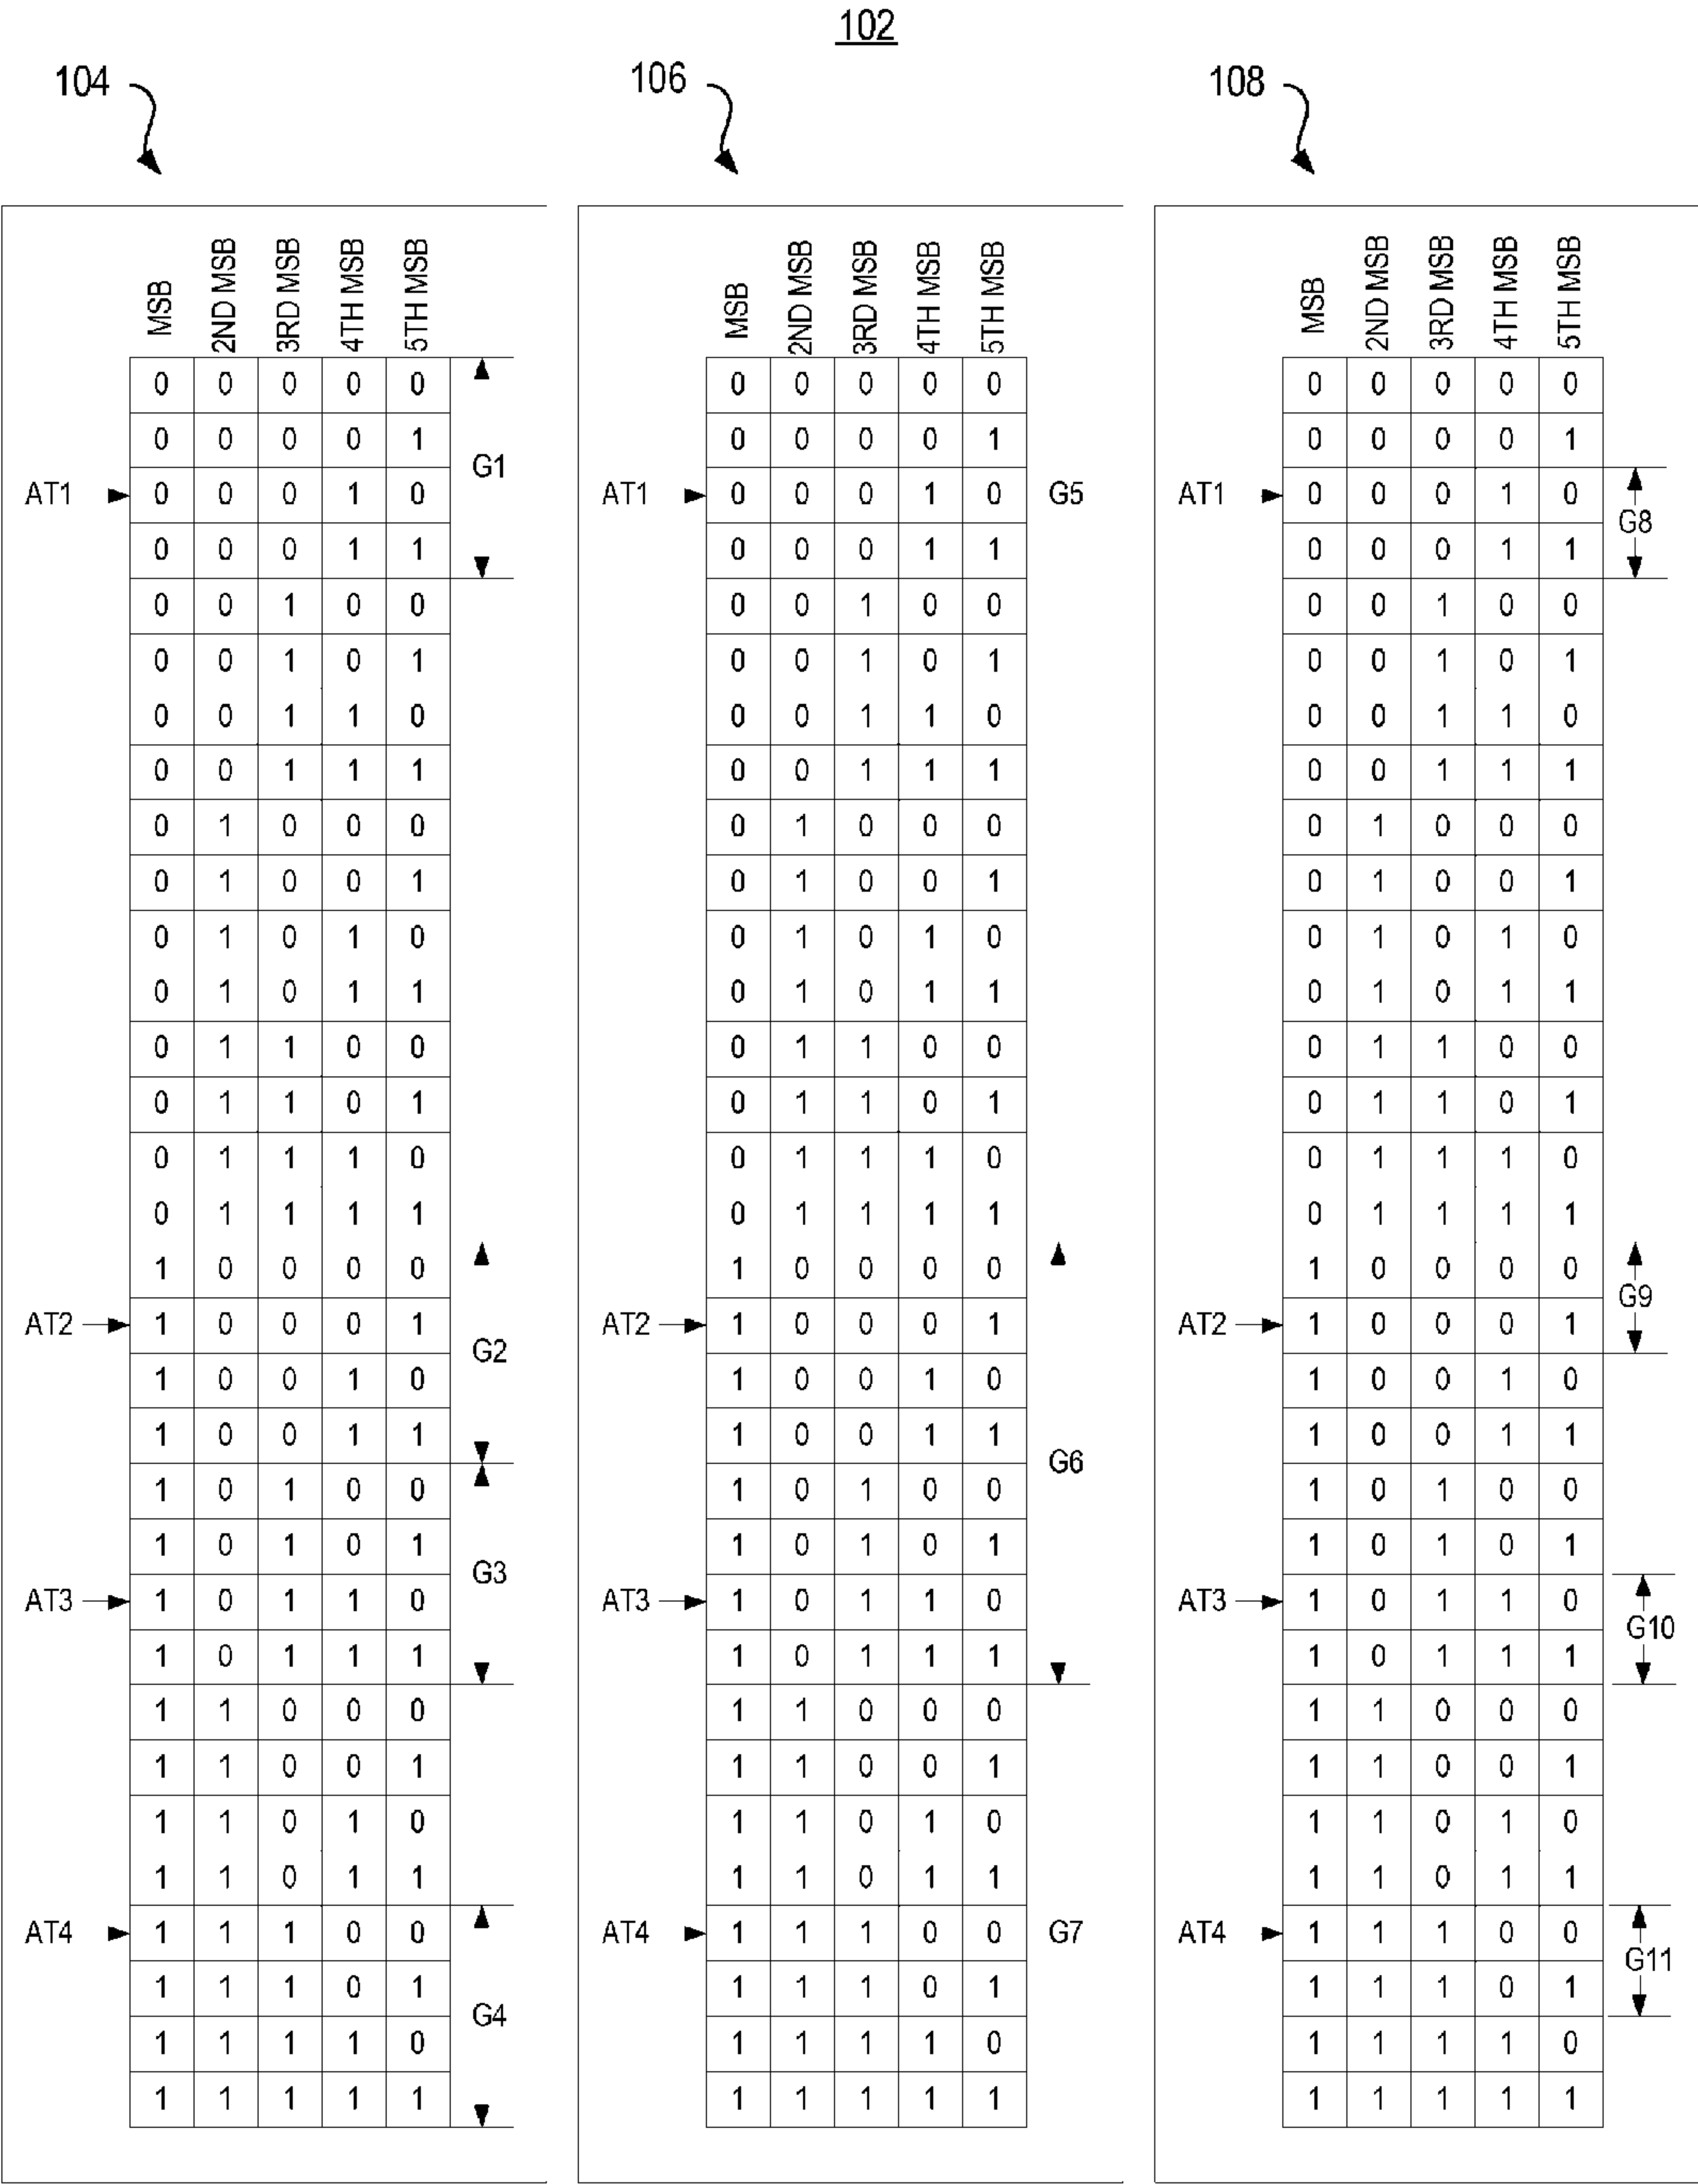 102
104 106 108
MSB 2ND MSB 3RD MSB 4TH MSB 5TH MSB MSB 2ND MSB 3RD MSB 4TH MSB 5TH MSB MSB 2ND MSB 3RD MSB 4TH MSB 5TH MSB
0 0 0 0 0 0 0 0 0 0 0 0 0 0 0
0 0 0 0 1 0 0 0 0 1 0 0 0 0 1
G1
AT1 0 0 0 1 0 AT1 0 0 0 1 0 G5 AT1 0 0 0 1 0
G8
0 0 0 1 1 0 0 0 1 1 0 0 0 1 1
0 0 1 0 0 0 0 1 0 0 0 0 1 0 0
0 0 1 0 1 0 0 1 0 1 0 0 1 0 1
0 0 1 1 0 0 0 1 1 0 0 0 1 1 0
0 0 1 1 1 0 0 1 1 1 0 0 1 1 1
0 1 0 0 0 0 1 0 0 0 0 1 0 0 0
0 1 0 0 1 0 1 0 0 1 0 1 0 0 1
0 1 0 1 0 0 1 0 1 0 0 1 0 1 0
0 1 0 1 1 0 1 0 1 1 0 1 0 1 1
0 1 1 0 0 0 1 1 0 0 0 1 1 0 0
0 1 1 0 1 0 1 1 0 1 0 1 1 0 1
0 1 1 1 0 0 1 1 1 0 0 1 1 1 0
0 1 1 1 1 0 1 1 1 1 0 1 1 1 1
1 0 0 0 0 1 0 0 0 0 1 0 0 0 0
G9
AT2 1 0 0 0 1 AT2 1 0 0 0 1 AT2 1 0 0 0 1
G2
1 0 0 1 0 1 0 0 1 0 1 0 0 1 0
1 0 0 1 1 1 0 0 1 1 1 0 0 1 1
G6
1 0 1 0 0 1 0 1 0 0 1 0 1 0 0
1 0 1 0 1 1 0 1 0 1 1 0 1 0 1
G3
AT3 1 0 1 1 0 AT3 1 0 1 1 0 AT3 1 0 1 1 0
G10
1 0 1 1 1 1 0 1 1 1 1 0 1 1 1
1 1 0 0 0 1 1 0 0 0 1 1 0 0 0
1 1 0 0 1 1 1 0 0 1 1 1 0 0 1
1 1 0 1 0 1 1 0 1 0 1 1 0 1 0
1 1 0 1 1 1 1 0 1 1 1 1 0 1 1
AT4 1 1 1 0 0 AT4 1 1 1 0 0 G7 AT4 1 1 1 0 0
G11
1 1 1 0 1 1 1 1 0 1 1 1 1 0 1
G4
1 1 1 1 0 1 1 1 1 0 1 1 1 1 0
1 1 1 1 1 1 1 1 1 1 1 1 1 1 1